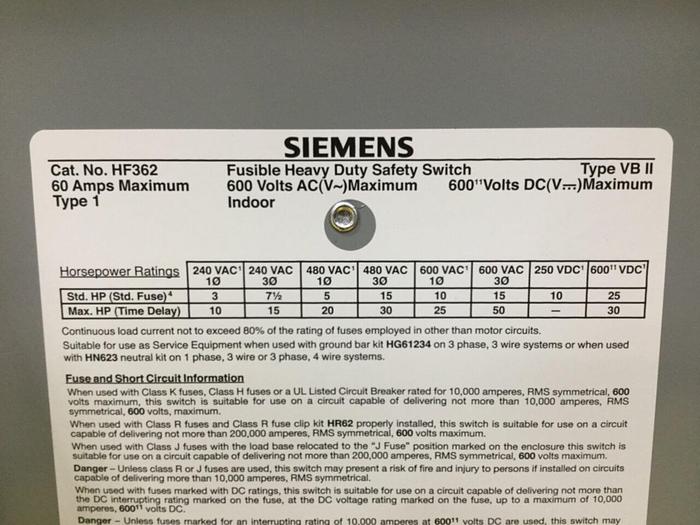 SIEMENS
Cat. No. HF362 Fusible Heavy Duty Safety Switch Type VB II
60 Amps Maximum 600 Volts AC(V~)Maximum 600¹¹Volts DC(V⎓)Maximum
Type 1 Indoor
Horsepower Ratings 240 VAC¹ 240 VAC 480 VAC¹ 480 VAC 600 VAC¹ 600 VAC 250 VDC¹ 600¹¹ VDC¹
1Ø 3Ø 1Ø 3Ø 1Ø 3Ø
Std. HP (Std. Fuse)⁴ 3 7½ 5 15 10 15 10 25
Max. HP (Time Delay) 10 15 20 30 25 50 – 30
Continuous load current not to exceed 80% of the rating of fuses employed in other than motor circuits.
Suitable for use as Service Equipment when used with ground bar kit HG61234 on 3 phase, 3 wire systems or when used
with HN623 neutral kit on 1 phase, 3 wire or 3 phase, 4 wire systems.
Fuse and Short Circuit Information
When used with Class K fuses, Class H fuses or a UL Listed Circuit Breaker rated for 10,000 amperes, RMS symmetrical, 600
volts maximum, this switch is suitable for use on a circuit capable of delivering not more than 10,000 amperes, RMS
symmetrical, 600 volts, maximum.
When used with Class R fuses and Class R fuse clip kit HR62 properly installed, this switch is suitable for use on a circuit
capable of delivering not more than 200,000 amperes, RMS symmetrical, 600 volts maximum.
When used with Class J fuses with the load base relocated to the "J Fuse" position marked on the enclosure this switch is
suitable for use on a circuit capable of delivering not more than 200,000 amperes, RMS symmetrical, 600 volts maximum.
Danger – Unless class R or J fuses are used, this switch may present a risk of fire and injury to persons if installed on circuits
capable of delivering more than 10,000 amperes, RMS symmetrical.
When used with fuses marked with DC ratings, this switch is suitable for use on a circuit capable of delivering not more than
the DC interrupting rating marked on the fuse, at the DC voltage rating marked on the fuse, up to a maximum of 10,000
amperes, 600¹¹ volts DC.
Danger – Unless fuses marked for an interrupting rating of 10,000 amperes at 600¹¹ volts DC are used, this switch may